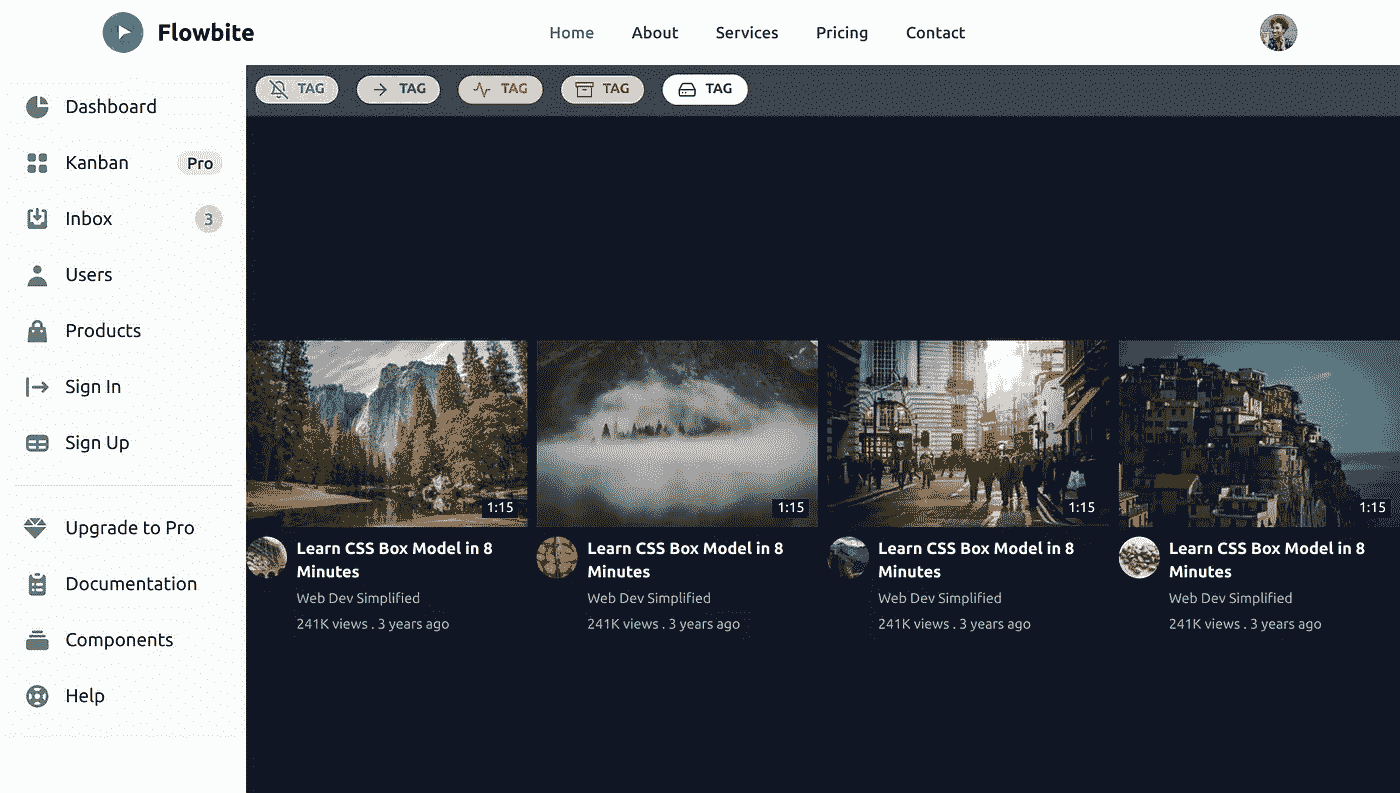 Flowbite
Home About Services Pricing Contact
Dashboard
Kanban Pro
Inbox 3
Users
Products
Sign In
Sign Up
Upgrade to Pro
Documentation
Components
Help
TAG TAG TAG TAG TAG
1:15 1:15 1:15 1:15
Learn CSS Box Model in 8
Minutes
Web Dev Simplified
241K views . 3 years ago
Learn CSS Box Model in 8
Minutes
Web Dev Simplified
241K views . 3 years ago
Learn CSS Box Model in 8
Minutes
Web Dev Simplified
241K views . 3 years ago
Learn CSS Box Model in 8
Minutes
Web Dev Simplified
241K views . 3 years ago